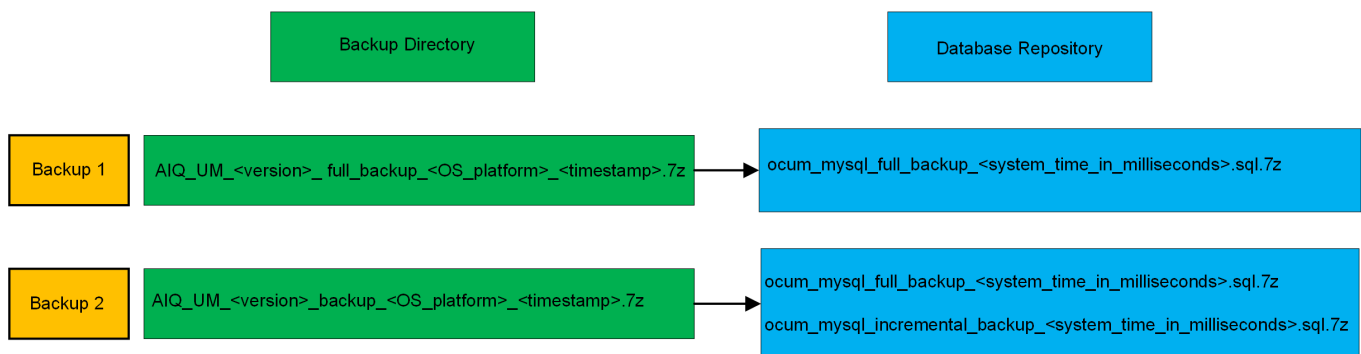 Backup Directory
Database Repository
Backup 1
AIQ_UM_<version>_ full_backup_<OS_platform>_<timestamp>.7z
ocum_mysql_full_backup_<system_time_in_milliseconds>.sql.7z
Backup 2
AIQ_UM_<version>_backup_<OS_platform>_<timestamp>.7z
ocum_mysql_full_backup_<system_time_in_milliseconds>.sql.7z
ocum_mysql_incremental_backup_<system_time_in_milliseconds>.sql.7z